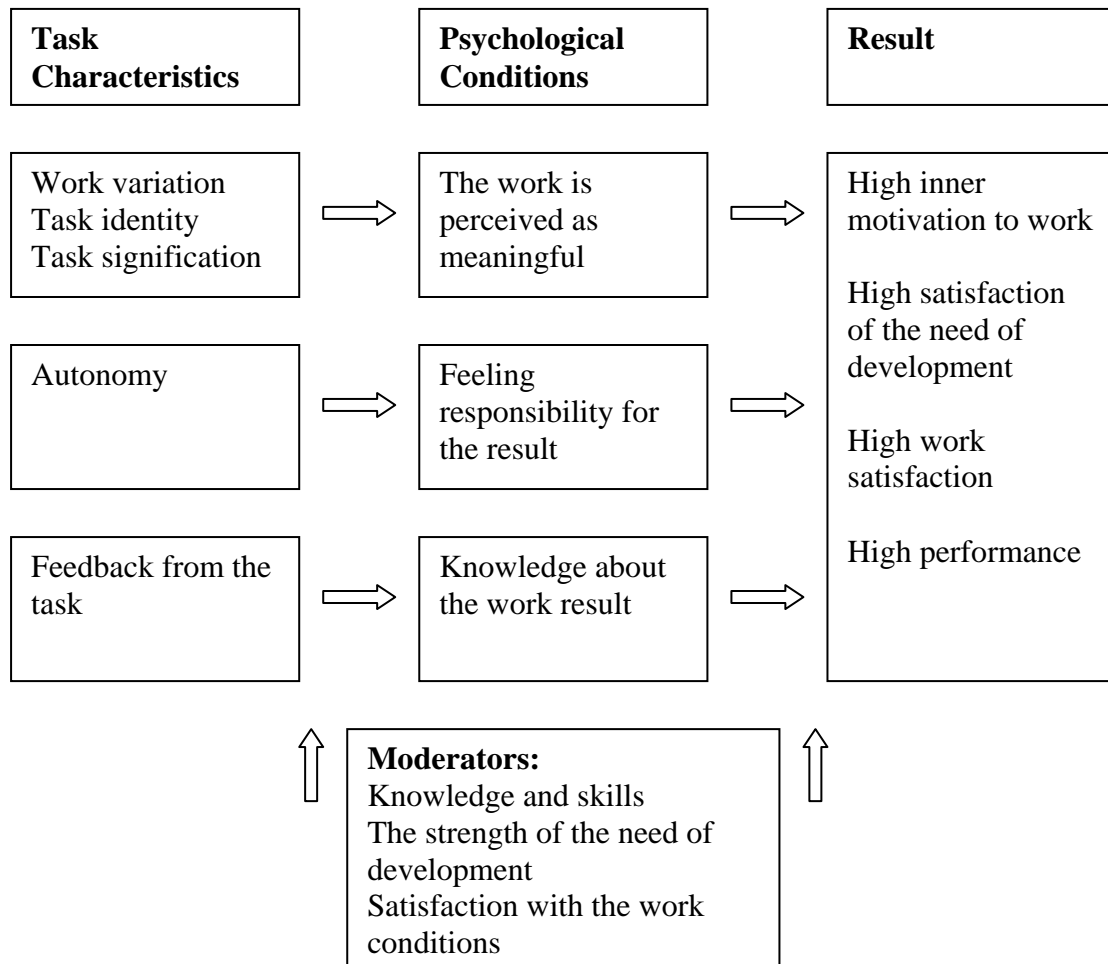 Task
Characteristics
Psychological
Conditions
Result
Work variation
Task identity
Task signification
The work is
perceived as
meaningful
High inner
motivation to work
High satisfaction
of the need of
development
High work
satisfaction
High performance
Autonomy
Feeling
responsibility for
the result
Feedback from the
task
Knowledge about
the work result
Moderators:
Knowledge and skills
The strength of the need of
development
Satisfaction with the work
conditions